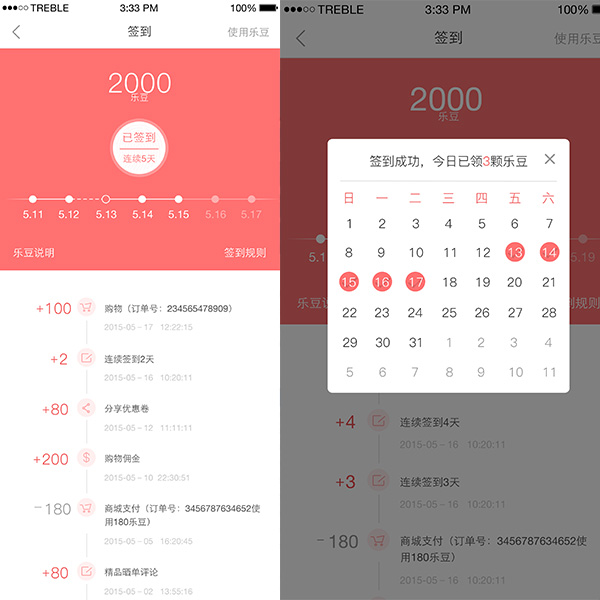 TREBLE 3:33 PM 100%
签到 使用乐豆
2000
乐豆
已签到
连续5天
5.11 5.12 5.13 5.14 5.15 5.16 5.17
乐豆说明 签到规则
+100 购物（订单号：234565478909）
2015-05-17 12:22:15
+2 连续签到2天
2015-05-16 10:20:11
+80 分享优惠卷
2015-05-12 11:11:11
+200 $ 购物佣金
2015-05-10 22:30:51
-180 商城支付（订单号：3456787634652使
用180乐豆）
2015-05-05 16:20:45
+80 精品晒单评论
2015-05-02 13:55:16
TREBLE 3:33 PM 100%
签到 使用乐豆
2000
乐豆
签到成功，今日已领3颗乐豆
日 一 二 三 四 五 六
1 2 3 4 5 6 7
8 9 10 11 12 13 14
15 16 17 18 19 20 21
22 23 24 25 26 27 28
29 30 31 1 2 3 4
5 6 7 8 9 10 11
5.1 5.19
乐豆说 到规则
+4 连续签到4天
2015-05-16 10:20:11
+3 连续签到3天
2015-05-16 10:20:11
-180 商城支付（订单号：3456787634652使
用180乐豆）
2015-05-16 10:20:11